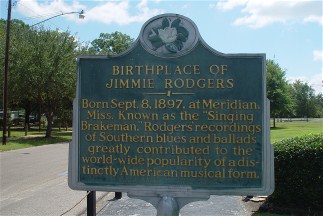 BIRTHPLACE OF
JIMMIE RODGERS
Born Sept. 8, 1897, at Meridian,
Miss. Known as the "Singing
Brakeman," Rodgers recordings
of Southern blues and ballads
greatly contributed to the
world-wide popularity of a dis-
tinctly American musical form.